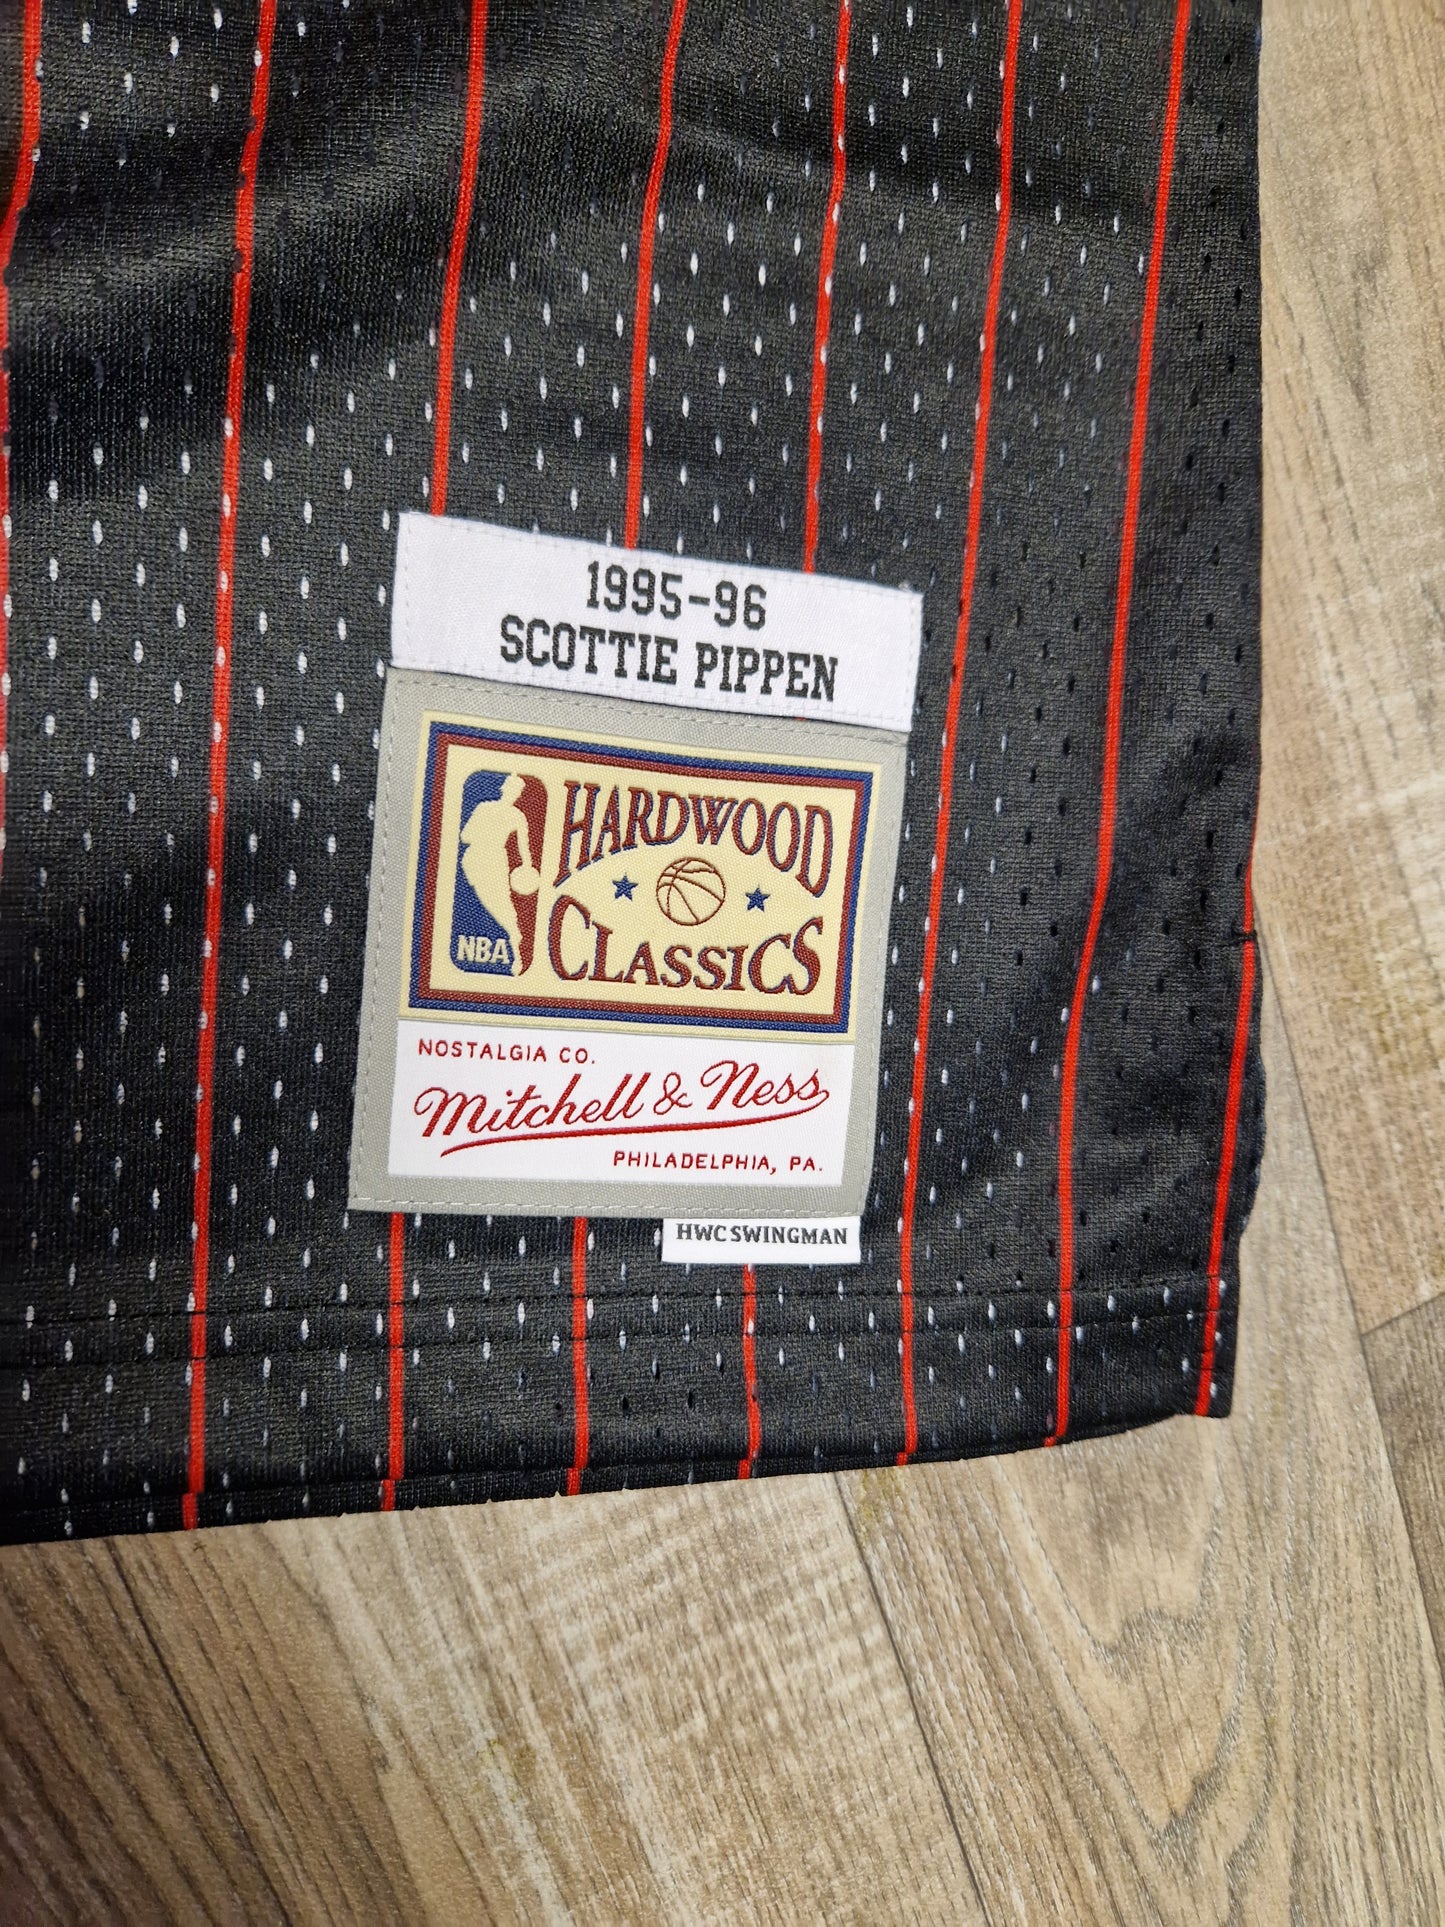 1995-96
SCOTTIE PIPPEN
HARDWOOD
CLASSICS
NBA
NOSTALGIA CO.
Mitchell & Ness
PHILADELPHIA, PA.
HWC SWINGMAN